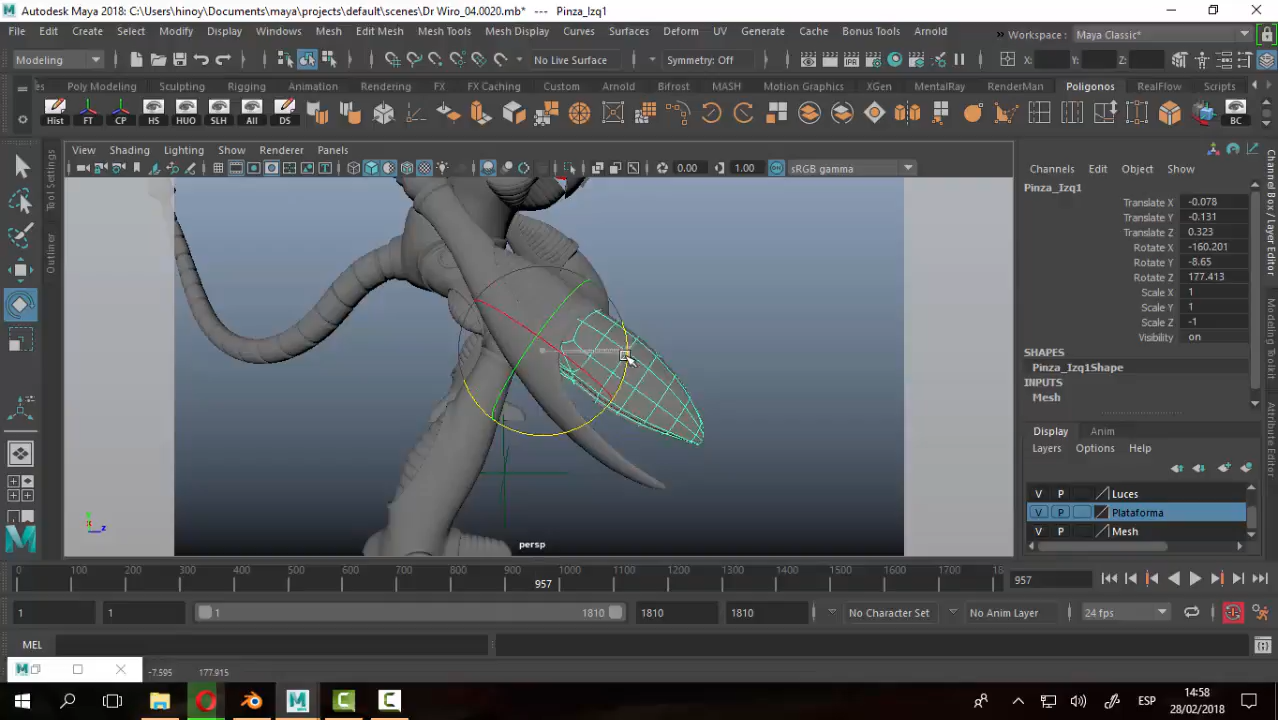 Autodesk Maya 2018: C:\Users\hinoy\Documents\maya\projects\default\scenes\Dr Wiro_04.0020.mb* --- Pinza_Izq1
File Edit Create Select Modify Display Windows Mesh Edit Mesh Mesh Tools Mesh Display Curves Surfaces Deform UV Generate Cache Bonus Tools Arnold
Workspace: Maya Classic*
Modeling No Live Surface Symmetry: Off X: Y: Z:
Poly Modeling Sculpting Rigging Animation Rendering FX FX Caching Custom Arnold Bifrost MASH Motion Graphics XGen MentalRay RenderMan Poligonos RealFlow Scripts
Hist FT CP HS HUO SLH All DS BC
View Shading Lighting Show Renderer Panels
0.00 1.00 sRGB gamma
Tool Settings
Outliner
z
persp
Channels Edit Object Show
Pinza_Izq1
Translate X -0.078
Translate Y -0.131
Translate Z 0.323
Rotate X -160.201
Rotate Y -8.65
Rotate Z 177.413
Scale X 1
Scale Y 1
Scale Z -1
Visibility on
SHAPES
Pinza_Izq1Shape
INPUTS
Mesh
Display Anim
Layers Options Help
V P Luces
V P Plataforma
V P Mesh
Channel Box / Layer Editor
Modeling Toolkit
Attribute Editor
0 100 200 300 400 500 600 700 800 900 1000 1100 1200 1300 1400 1500 1600 1700 18
957
957
1 1 1 1810 1810 1810 No Character Set No Anim Layer 24 fps
MEL
-7.595 177.915
ESP
14:58
28/02/2018